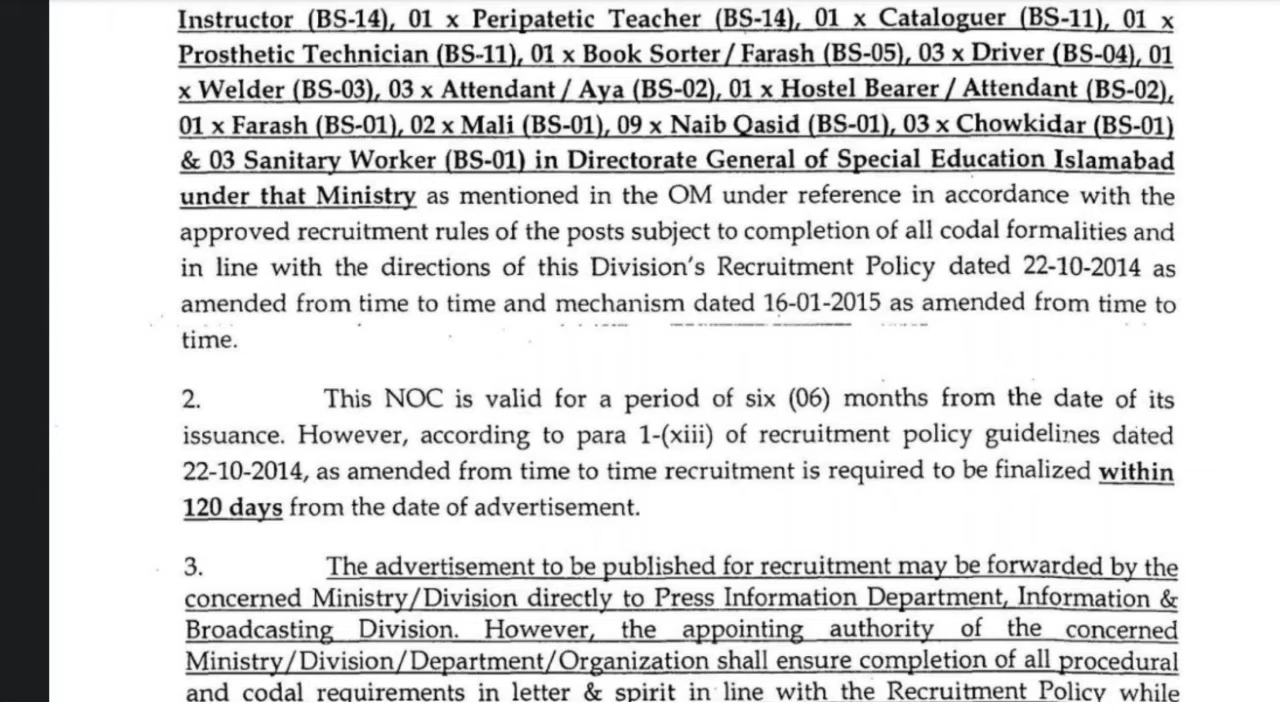 Instructor (BS-14), 01 x Peripatetic Teacher (BS-14), 01 x Cataloguer (BS-11), 01 x
Prosthetic Technician (BS-11), 01 x Book Sorter / Farash (BS-05), 03 x Driver (BS-04), 01
x Welder (BS-03), 03 x Attendant / Aya (BS-02), 01 x Hostel Bearer / Attendant (BS-02),
01 x Farash (BS-01), 02 x Mali (BS-01), 09 x Naib Qasid (BS-01), 03 x Chowkidar (BS-01)
& 03 Sanitary Worker (BS-01) in Directorate General of Special Education Islamabad
under that Ministry as mentioned in the OM under reference in accordance with the
approved recruitment rules of the posts subject to completion of all codal formalities and
in line with the directions of this Division's Recruitment Policy dated 22-10-2014 as
amended from time to time and mechanism dated 16-01-2015 as amended from time to
time.
2. This NOC is valid for a period of six (06) months from the date of its
issuance. However, according to para 1-(xiii) of recruitment policy guidelines dated
22-10-2014, as amended from time to time recruitment is required to be finalized within
120 days from the date of advertisement.
3. The advertisement to be published for recruitment may be forwarded by the
concerned Ministry/Division directly to Press Information Department, Information &
Broadcasting Division. However, the appointing authority of the concerned
Ministry/Division/Department/Organization shall ensure completion of all procedural
and codal requirements in letter & spirit in line with the Recruitment Policy while